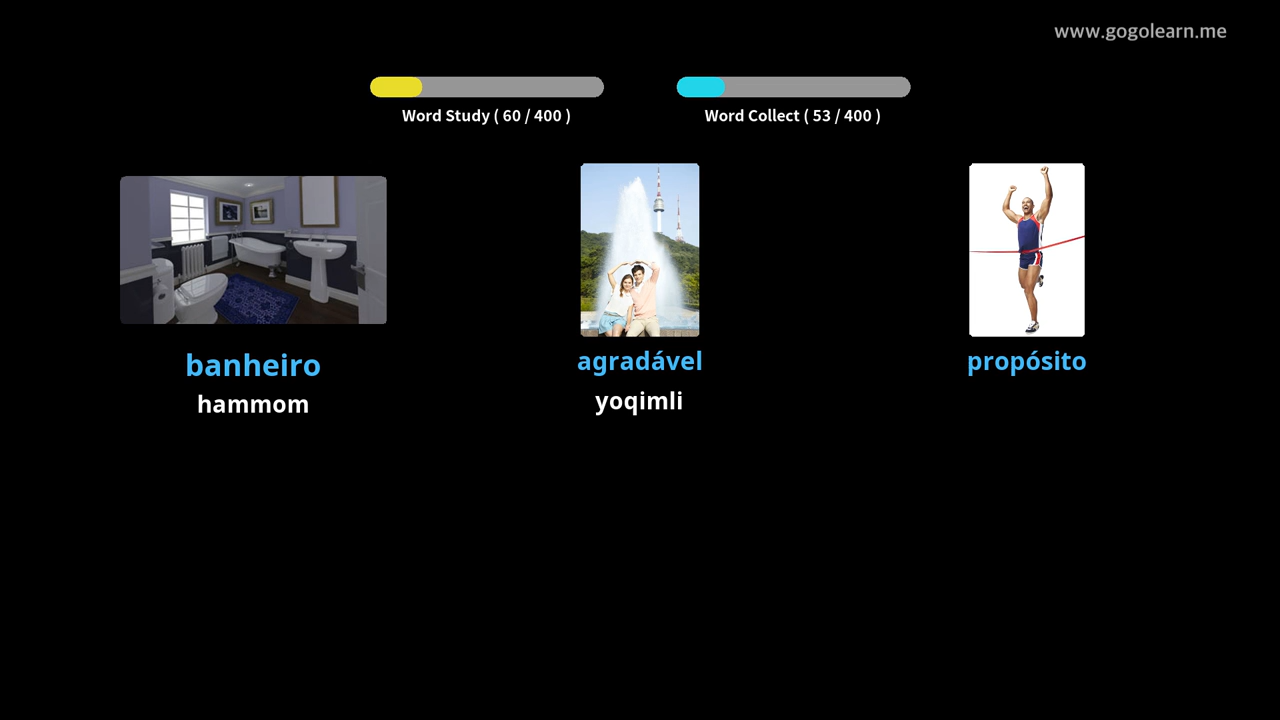 www.gogolearn.me
Word Study ( 60 / 400 )
Word Collect ( 53 / 400 )
banheiro
hammom
agradável
yoqimli
propósito